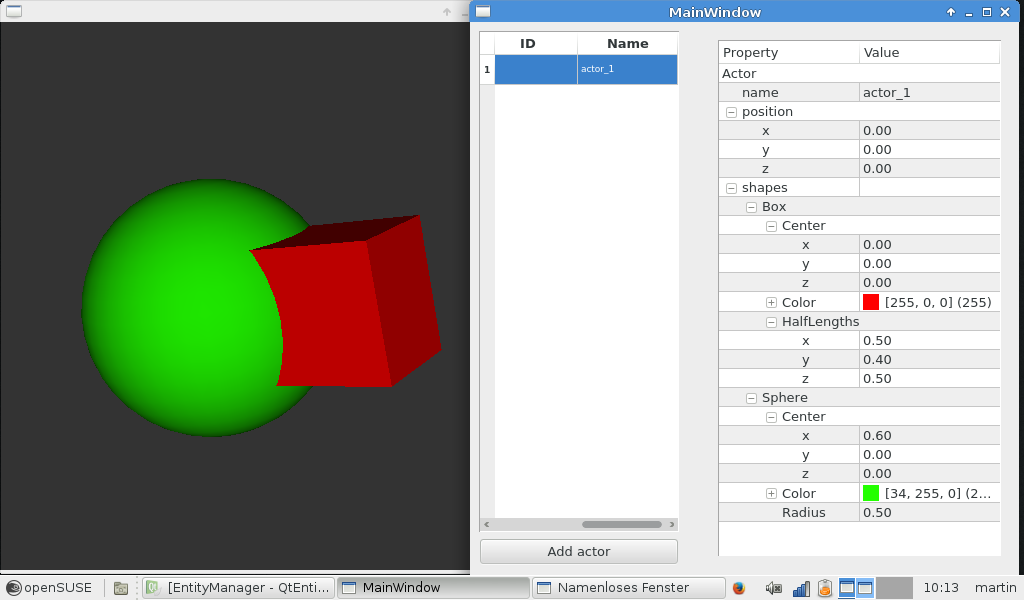 MainWindow
ID Name
1 actor_1
Add actor
Property Value
Actor
name actor_1
position
x 0.00
y 0.00
z 0.00
shapes
Box
Center
x 0.00
y 0.00
z 0.00
Color [255, 0, 0] (255)
HalfLengths
x 0.50
y 0.40
z 0.50
Sphere
Center
x 0.60
y 0.00
z 0.00
Color [34, 255, 0] (2...
Radius 0.50
openSUSE [EntityManager - QtEnti... MainWindow Namenloses Fenster 10:13 martin